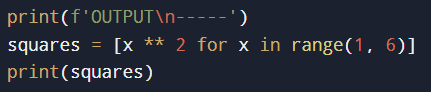 print(f'OUTPUT\n-----')
squares = [x ** 2 for x in range(1, 6)]
print(squares)